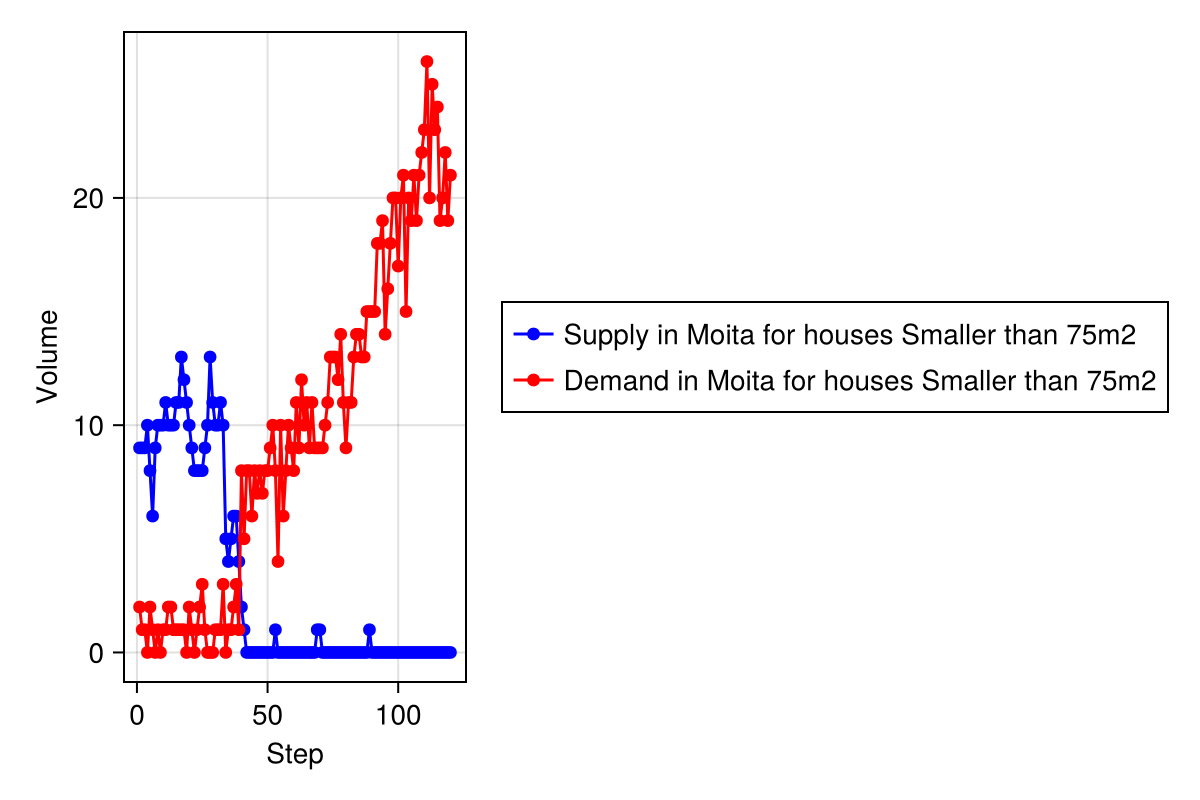 Volume
20
10
0
0 50 100
Step
Supply in Moita for houses Smaller than 75m2
Demand in Moita for houses Smaller than 75m2